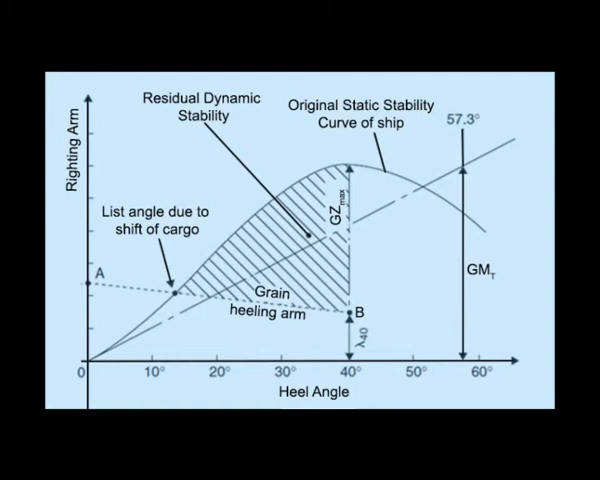 Residual Dynamic
Stability
Original Static Stability
Curve of ship
57.3°
Righting Arm
List angle due to
shift of cargo
GZmax
A
GMT
Grain
heeling arm
B
λ40
0
10°
20°
30°
40°
50°
60°
Heel Angle